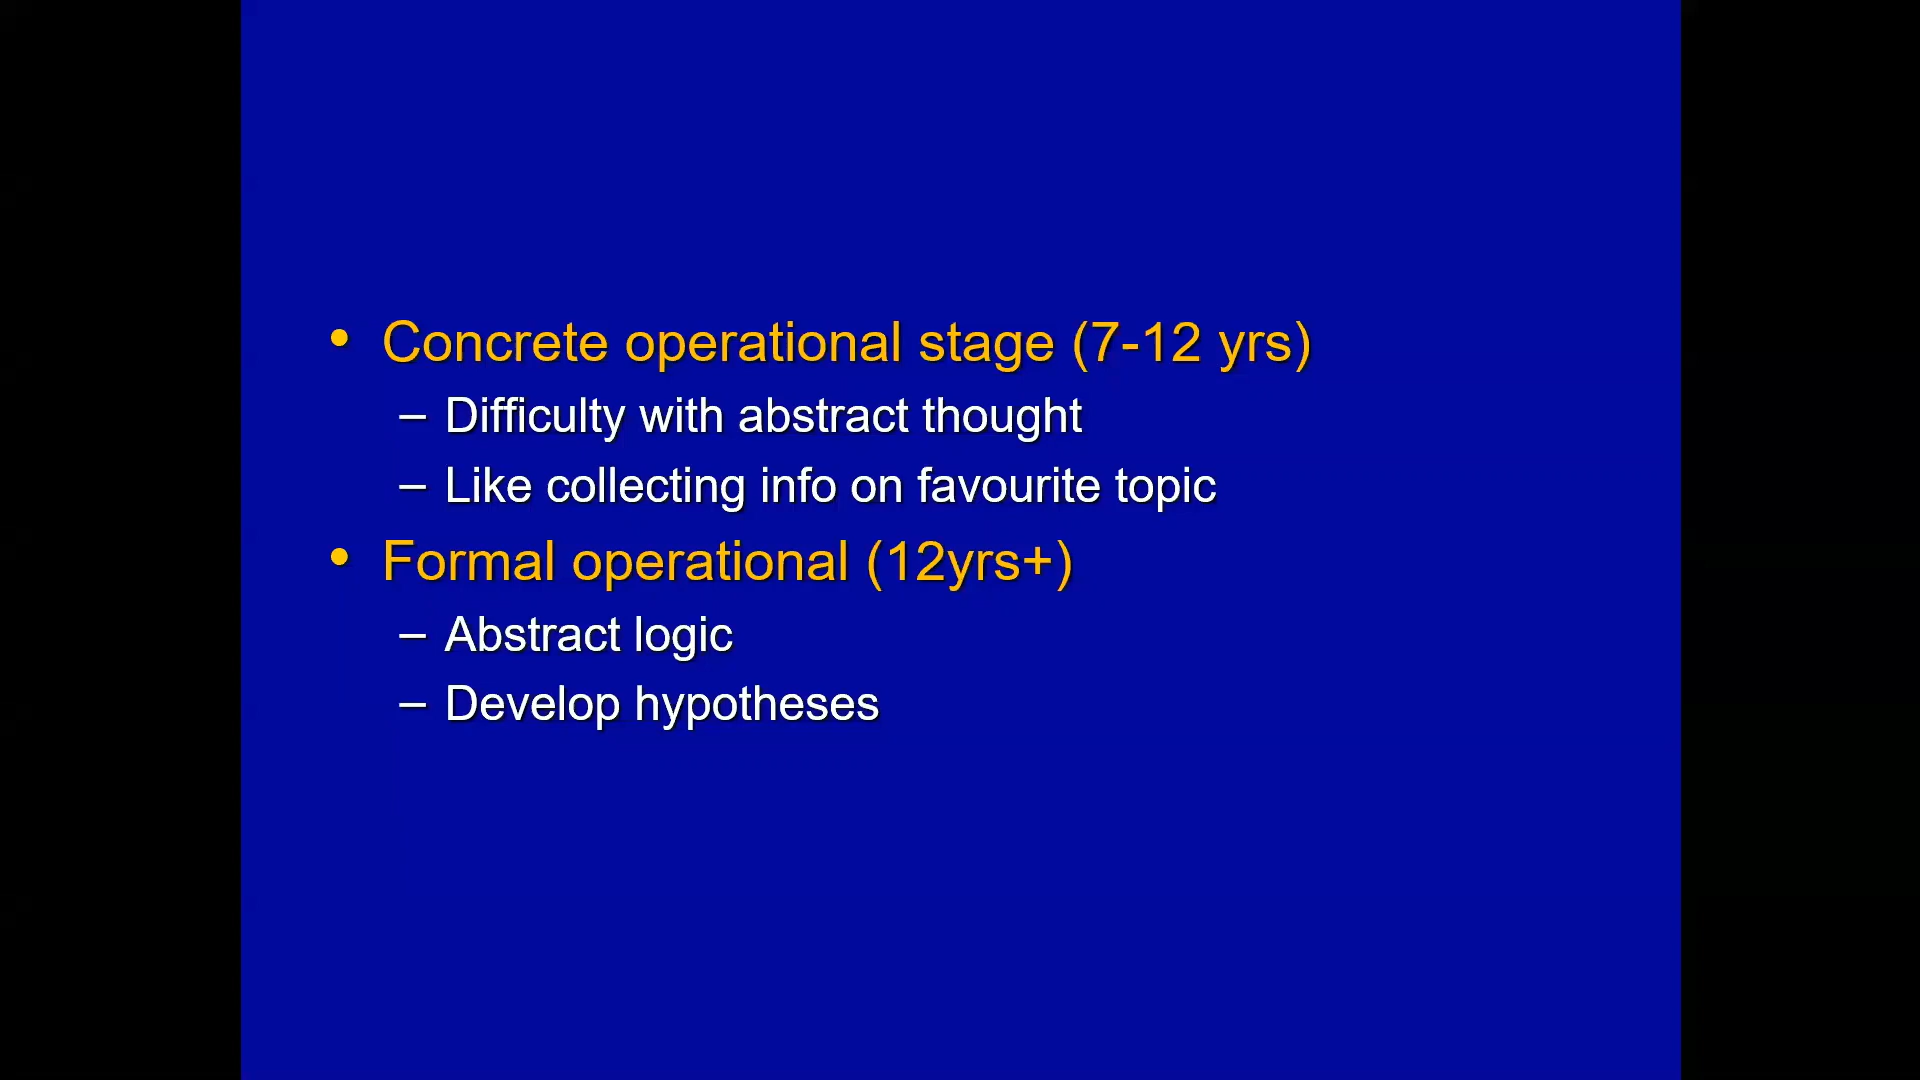 • Concrete operational stage (7-12 yrs)
– Difficulty with abstract thought
– Like collecting info on favourite topic
• Formal operational (12yrs+)
– Abstract logic
– Develop hypotheses